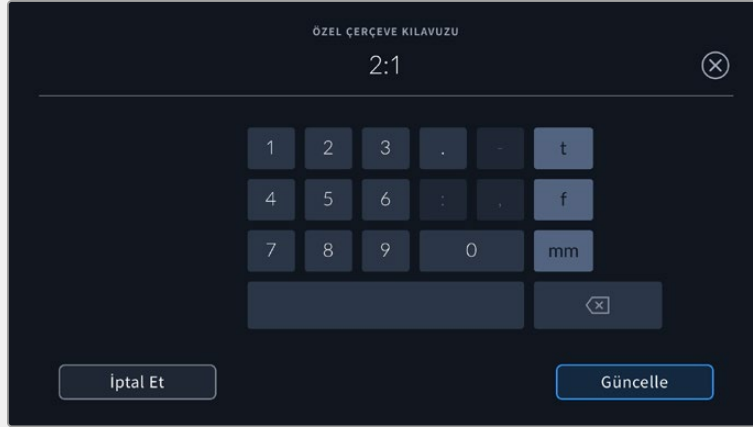 ÖZEL ÇERÇEVE KILAVUZU
2:1
1 2 3 . - t
4 5 6 : , f
7 8 9 0 mm
İptal Et
Güncelle